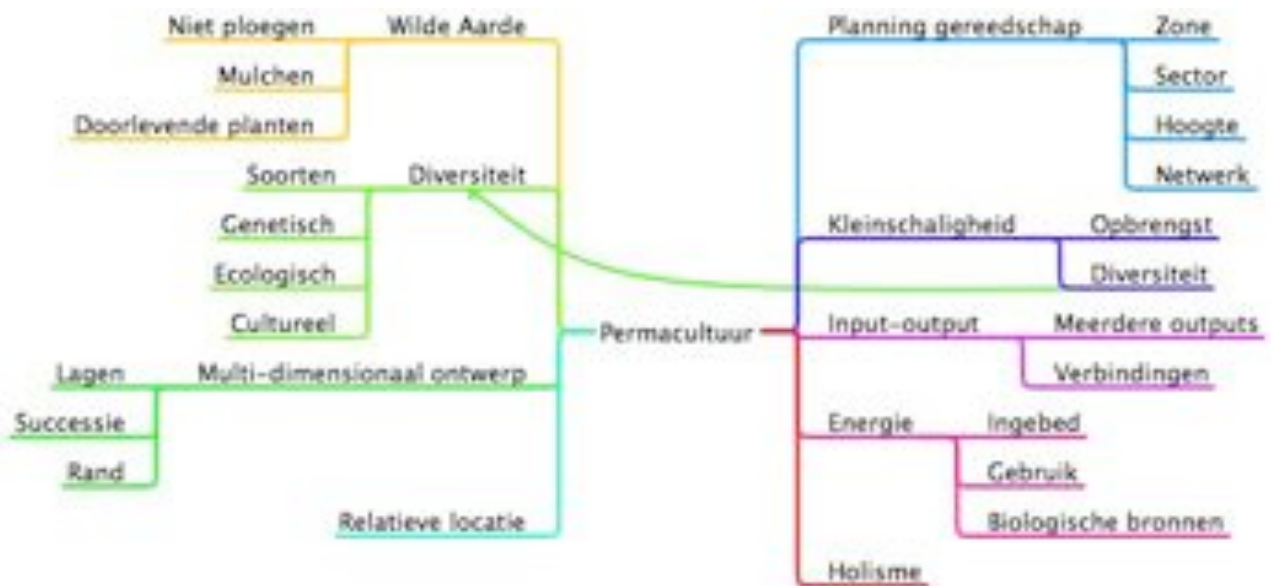 Niet ploegen
Wilde Aarde
Mulchen
Doorlevende planten
Soorten
Diversiteit
Genetisch
Ecologisch
Cultureel
Lagen
Multi-dimensionaal ontwerp
Successie
Rand
Relatieve locatie
Permacultuur
Planning gereedschap
Zone
Sector
Hoogte
Netwerk
Kleinschaligheid
Opbrengst
Diversiteit
Input-output
Meerdere outputs
Verbindingen
Energie
Ingebed
Gebruik
Biologische bronnen
Holisme